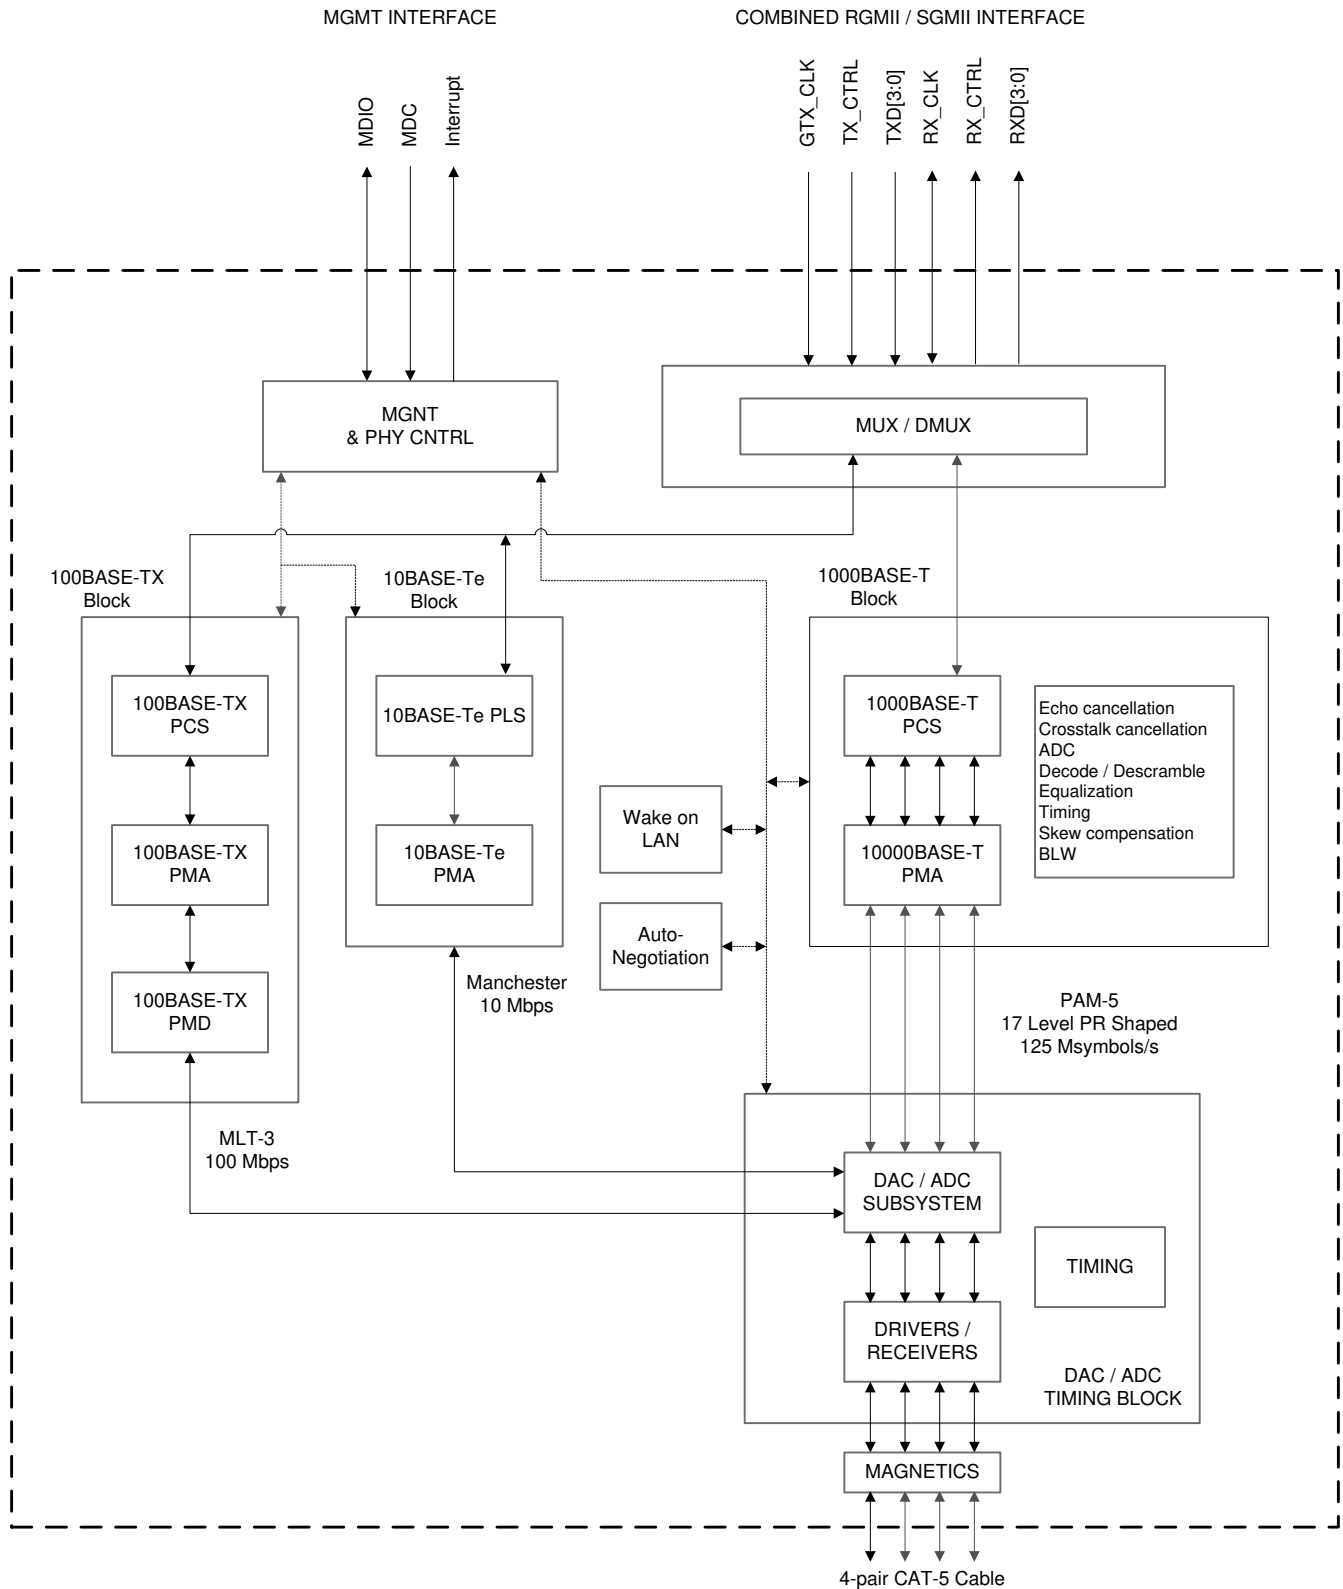 MGMT INTERFACE
COMBINED RGMII / SGMII INTERFACE
MDIO
MDC
Interrupt
GTX_CLK
TX_CTRL
TXD[3:0]
RX_CLK
RX_CTRL
RXD[3:0]
MGNT
& PHY CNTRL
MUX / DMUX
100BASE-TX
Block
10BASE-Te
Block
1000BASE-T
Block
100BASE-TX
PCS
10BASE-Te PLS
1000BASE-T
PCS
Echo cancellation
Crosstalk cancellation
ADC
Decode / Descramble
Equalization
Timing
Skew compensation
BLW
Wake on
LAN
100BASE-TX
PMA
10BASE-Te
PMA
10000BASE-T
PMA
Auto-
Negotiation
100BASE-TX
PMD
Manchester
10 Mbps
PAM-5
17 Level PR Shaped
125 Msymbols/s
MLT-3
100 Mbps
DAC / ADC
SUBSYSTEM
TIMING
DRIVERS /
RECEIVERS
DAC / ADC
TIMING BLOCK
MAGNETICS
4-pair CAT-5 Cable